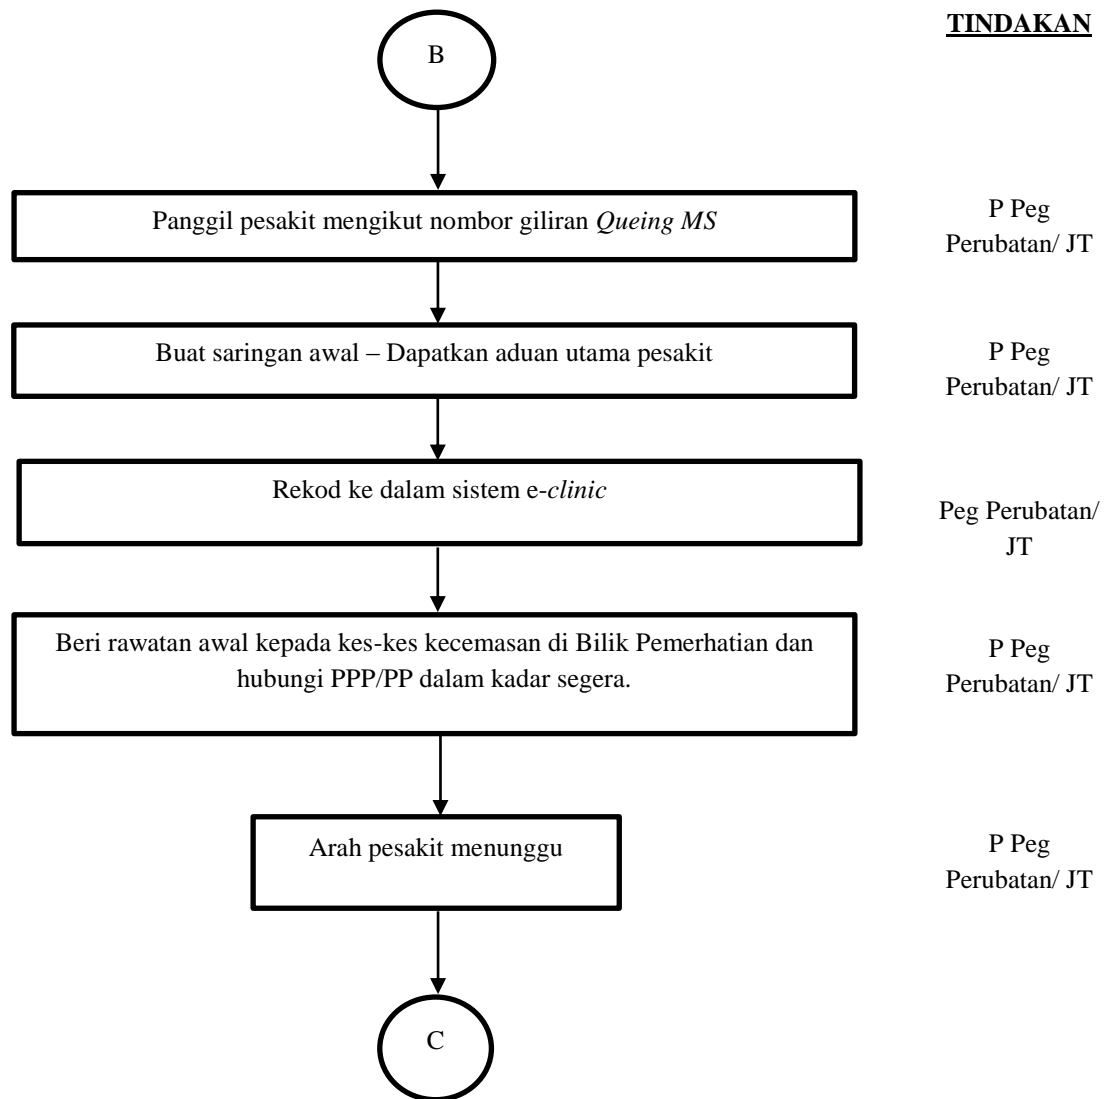 TINDAKAN
B
Panggil pesakit mengikut nombor giliran Queing MS
P Peg
Perubatan/ JT
Buat saringan awal – Dapatkan aduan utama pesakit
P Peg
Perubatan/ JT
Rekod ke dalam sistem e-clinic
Peg Perubatan/
JT
Beri rawatan awal kepada kes-kes kecemasan di Bilik Pemerhatian dan
hubungi PPP/PP dalam kadar segera.
P Peg
Perubatan/ JT
Arah pesakit menunggu
P Peg
Perubatan/ JT
C